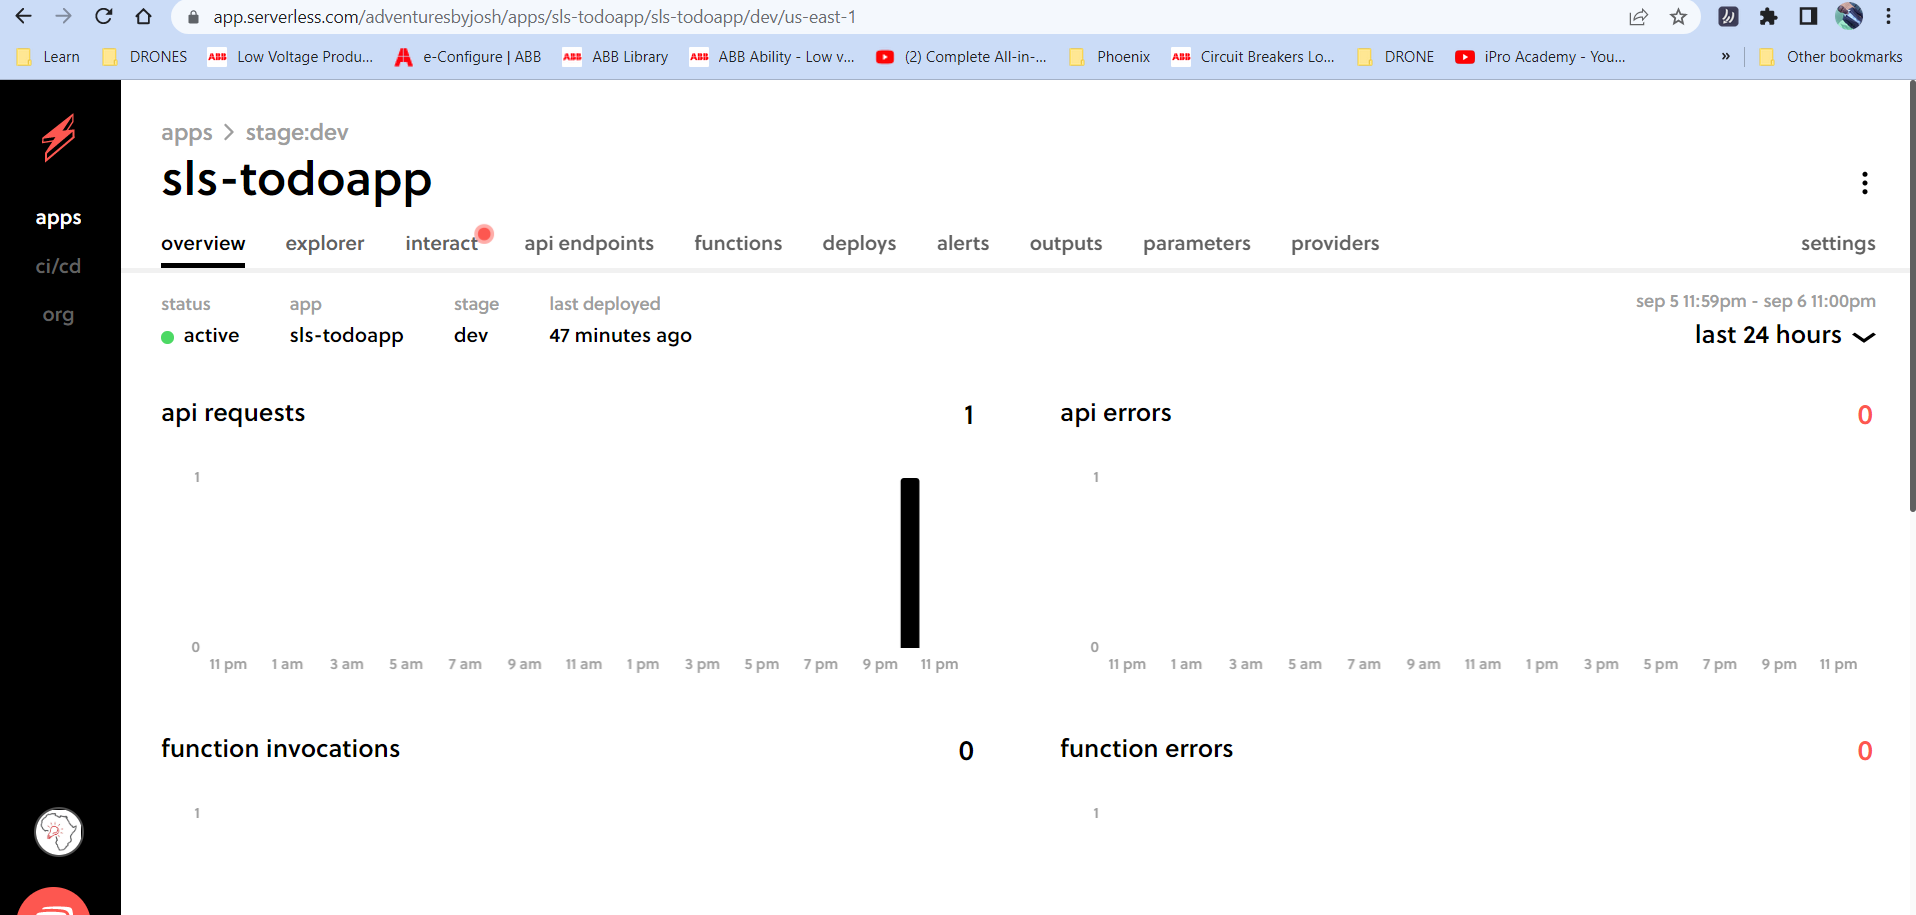 app.serverless.com/adventuresbyjosh/apps/sls-todoapp/sls-todoapp/dev/us-east-1
Learn DRONES ABB Low Voltage Produ... e-Configure | ABB ABB ABB Library ABB ABB Ability - Low v... (2) Complete All-in-... Phoenix ABB Circuit Breakers Lo... DRONE iPro Academy - You... » Other bookmarks
apps
ci/cd
org
apps > stage:dev
sls-todoapp
overview explorer interact api endpoints functions deploys alerts outputs parameters providers settings
status app stage last deployed
active sls-todoapp dev 47 minutes ago
sep 5 11:59pm - sep 6 11:00pm
last 24 hours
api requests 1
1
0
11 pm 1 am 3 am 5 am 7 am 9 am 11 am 1 pm 3 pm 5 pm 7 pm 9 pm 11 pm
api errors 0
1
0
11 pm 1 am 3 am 5 am 7 am 9 am 11 am 1 pm 3 pm 5 pm 7 pm 9 pm 11 pm
function invocations 0
1
function errors 0
1